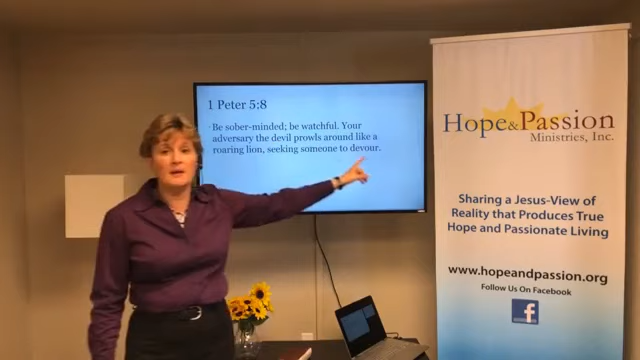 1 Peter 5:8
Be sober-minded; be watchful. Your
adversary the devil prowls around like a
roaring lion, seeking someone to devour.
Hope&Passion
Ministries, Inc.
Sharing a Jesus-View of
Reality that Produces True
Hope and Passionate Living
www.hopeandpassion.org
Follow Us On Facebook
f